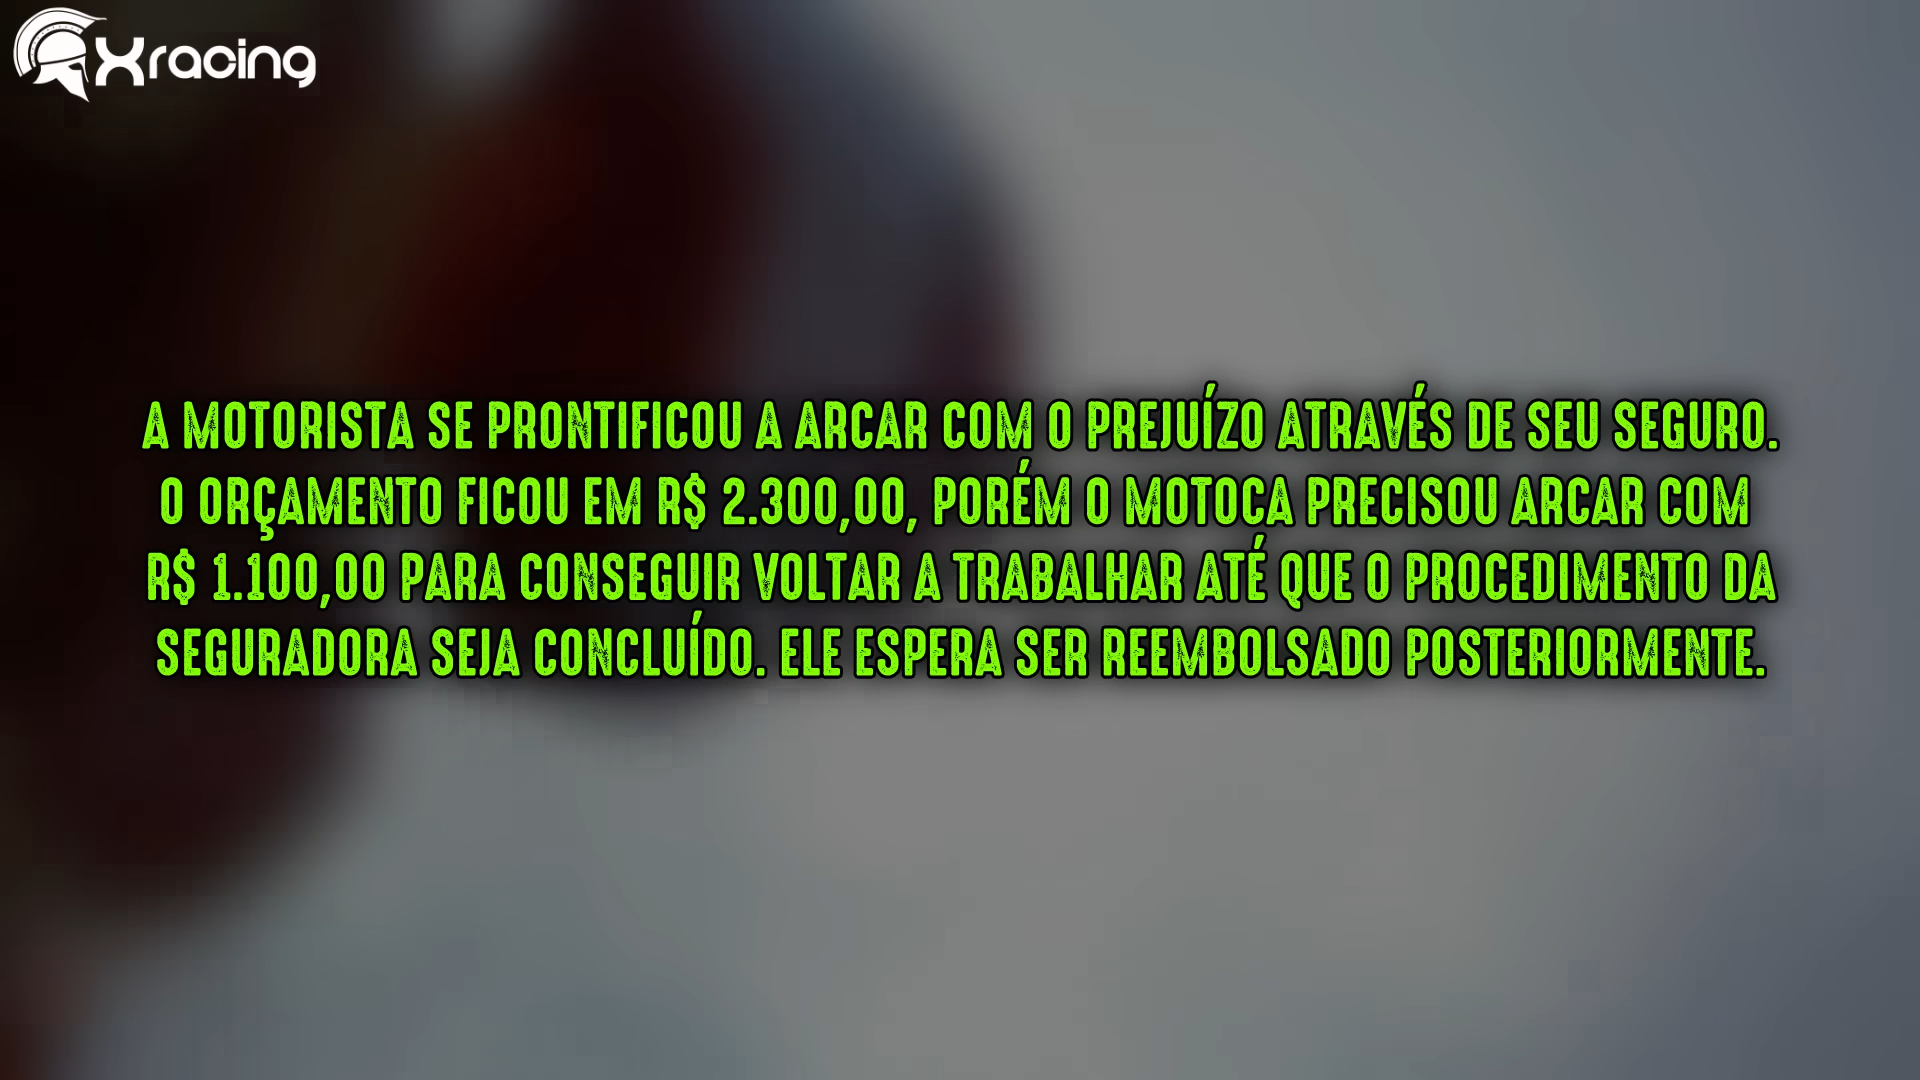 Xracing
A MOTORISTA SE PRONTIFICOU A ARCAR COM O PREJUÍZO ATRAVÉS DE SEU SEGURO.
O ORÇAMENTO FICOU EM R$ 2.300,00, PORÉM O MOTOCA PRECISOU ARCAR COM
R$ 1.100,00 PARA CONSEGUIR VOLTAR A TRABALHAR ATÉ QUE O PROCEDIMENTO DA
SEGURADORA SEJA CONCLUÍDO. ELE ESPERA SER REEMBOLSADO POSTERIORMENTE.